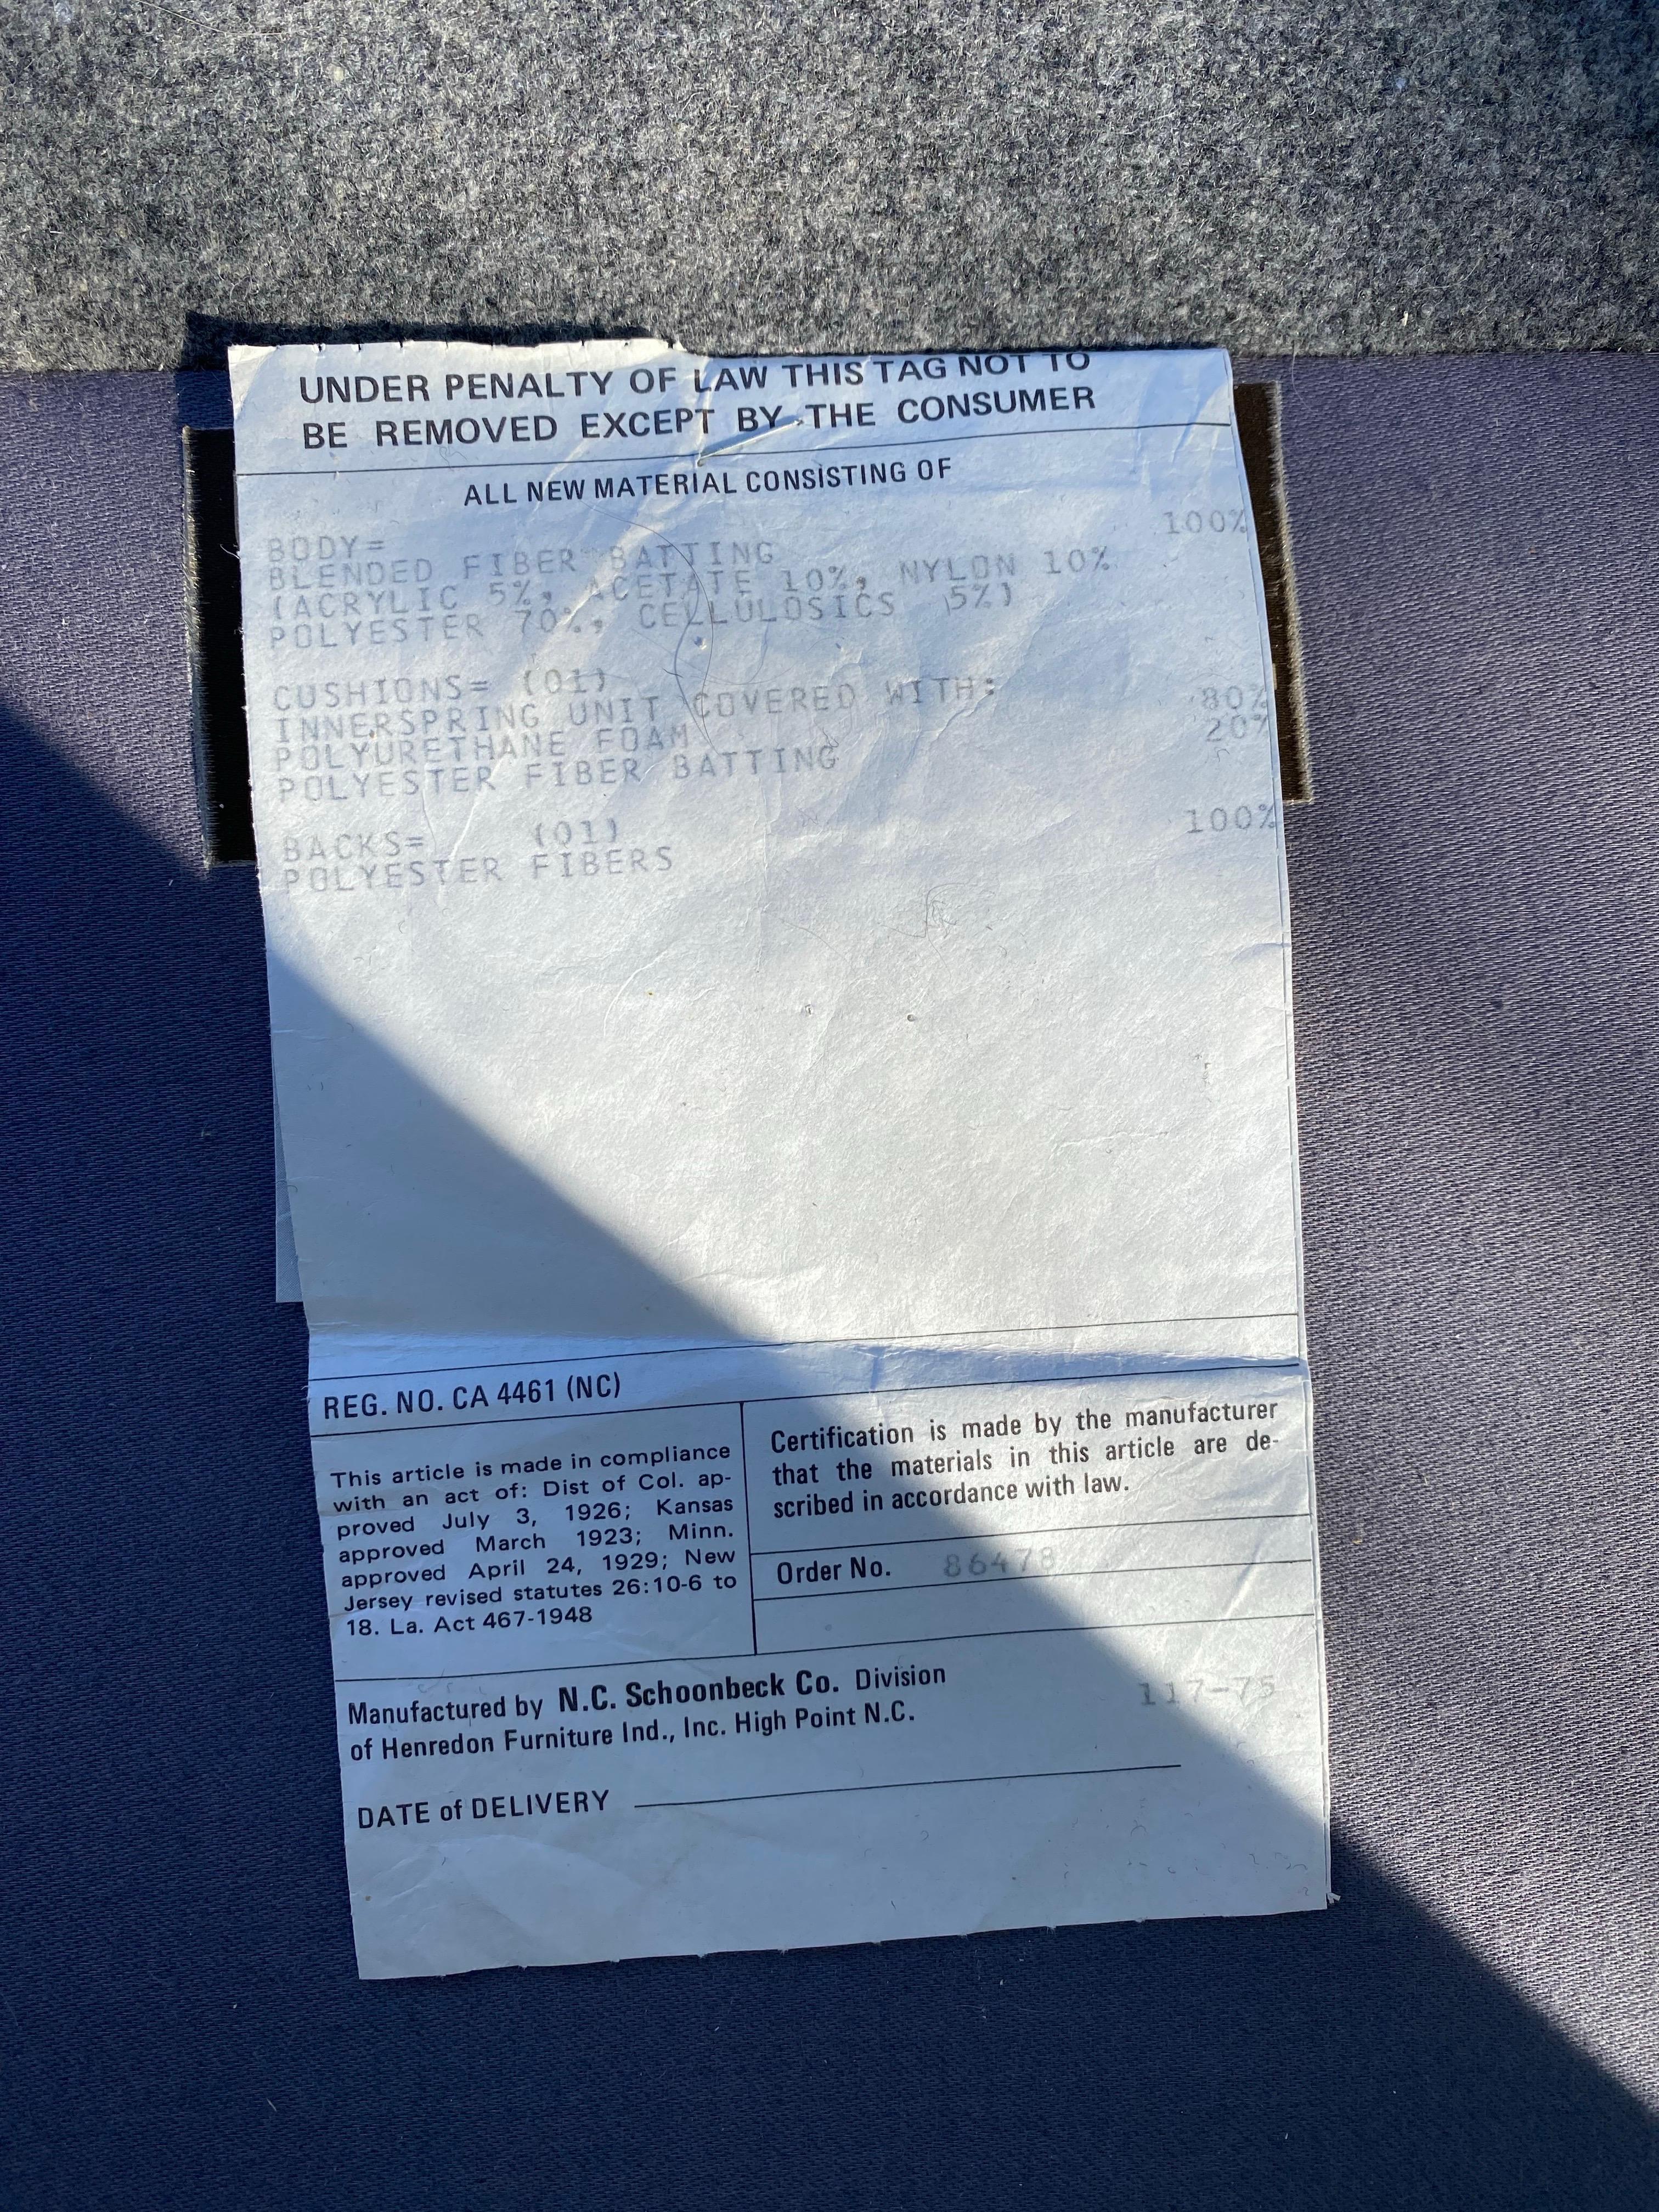 UNDER PENALTY OF LAW THIS TAG NOT TO
BE REMOVED EXCEPT BY THE CONSUMER
ALL NEW MATERIAL CONSISTING OF
100%
BODY=
BLENDED FIBER BATTING
(ACRYLIC 5%, ACETATE 10%, NYLON 10%
POLYESTER 70%, CELLULOSICS 5%)
CUSHIONS= (01)
INNERSPRING UNIT COVERED WITH:
POLYURETHANE FOAM 80%
POLYESTER FIBER BATTING 20%
BACKS= (01)
POLYESTER FIBERS 100%
REG. NO. CA 4461 (NC)
This article is made in compliance
with an act of: Dist of Col. ap-
proved July 3, 1926; Kansas
approved March 1923; Minn.
approved April 24, 1929; New
Jersey revised statutes 26:10-6 to
18. La. Act 467-1948
Certification is made by the manufacturer
that the materials in this article are de-
scribed in accordance with law.
Order No. 86478
Manufactured by N.C. Schoonbeck Co. Division
of Henredon Furniture Ind., Inc. High Point N.C.
117-75
DATE of DELIVERY